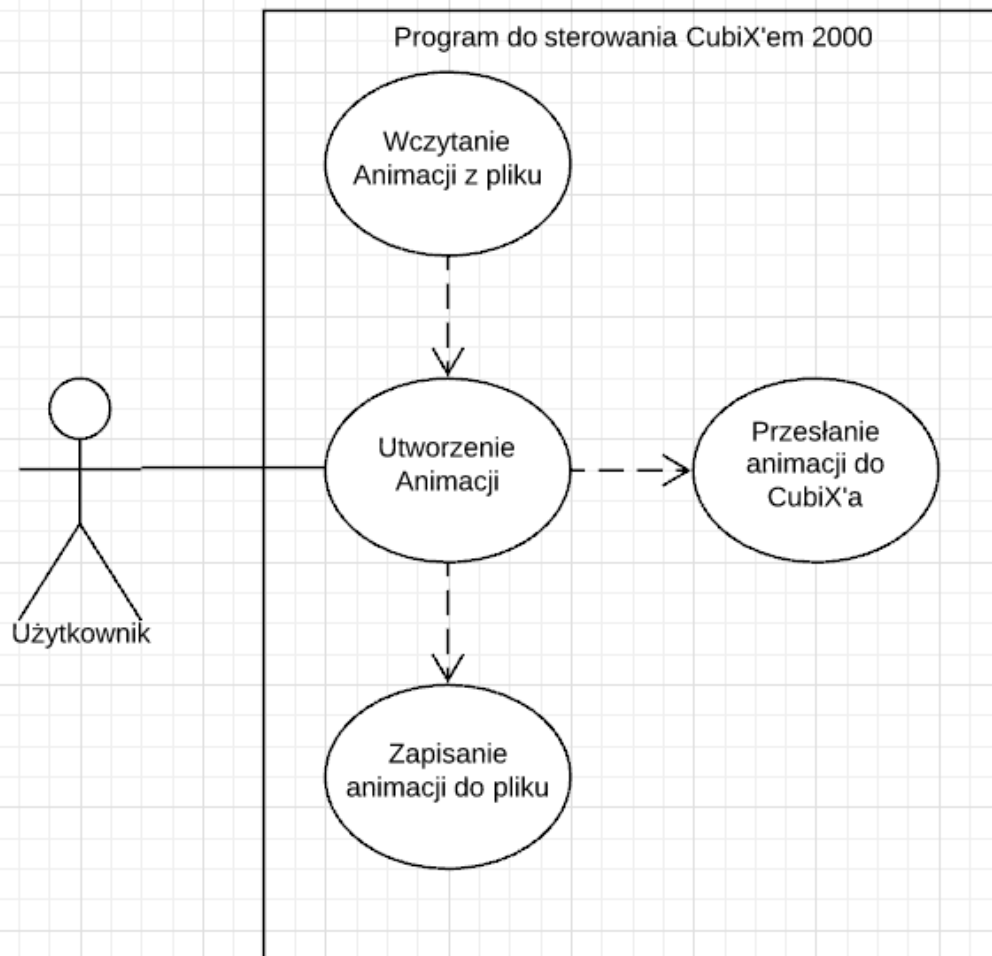 Program do sterowania CubiX'em 2000
Wczytanie
Animacji z pliku
Utworzenie
Animacji
Przesłanie
animacji do
CubiX'a
Użytkownik
Zapisanie
animacji do pliku